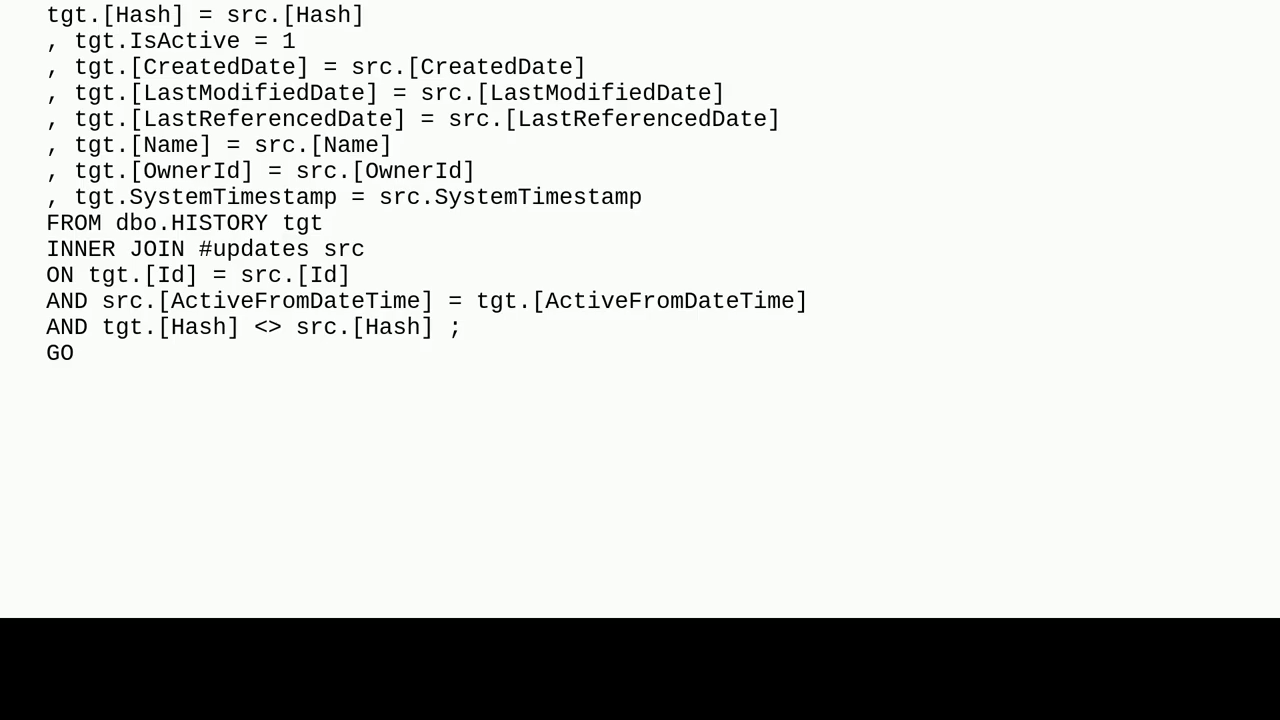 tgt.[Hash] = src.[Hash]
, tgt.IsActive = 1
, tgt.[CreatedDate] = src.[CreatedDate]
, tgt.[LastModifiedDate] = src.[LastModifiedDate]
, tgt.[LastReferencedDate] = src.[LastReferencedDate]
, tgt.[Name] = src.[Name]
, tgt.[OwnerId] = src.[OwnerId]
, tgt.SystemTimestamp = src.SystemTimestamp
FROM dbo.HISTORY tgt
INNER JOIN #updates src
ON tgt.[Id] = src.[Id]
AND src.[ActiveFromDateTime] = tgt.[ActiveFromDateTime]
AND tgt.[Hash] <> src.[Hash] ;
GO